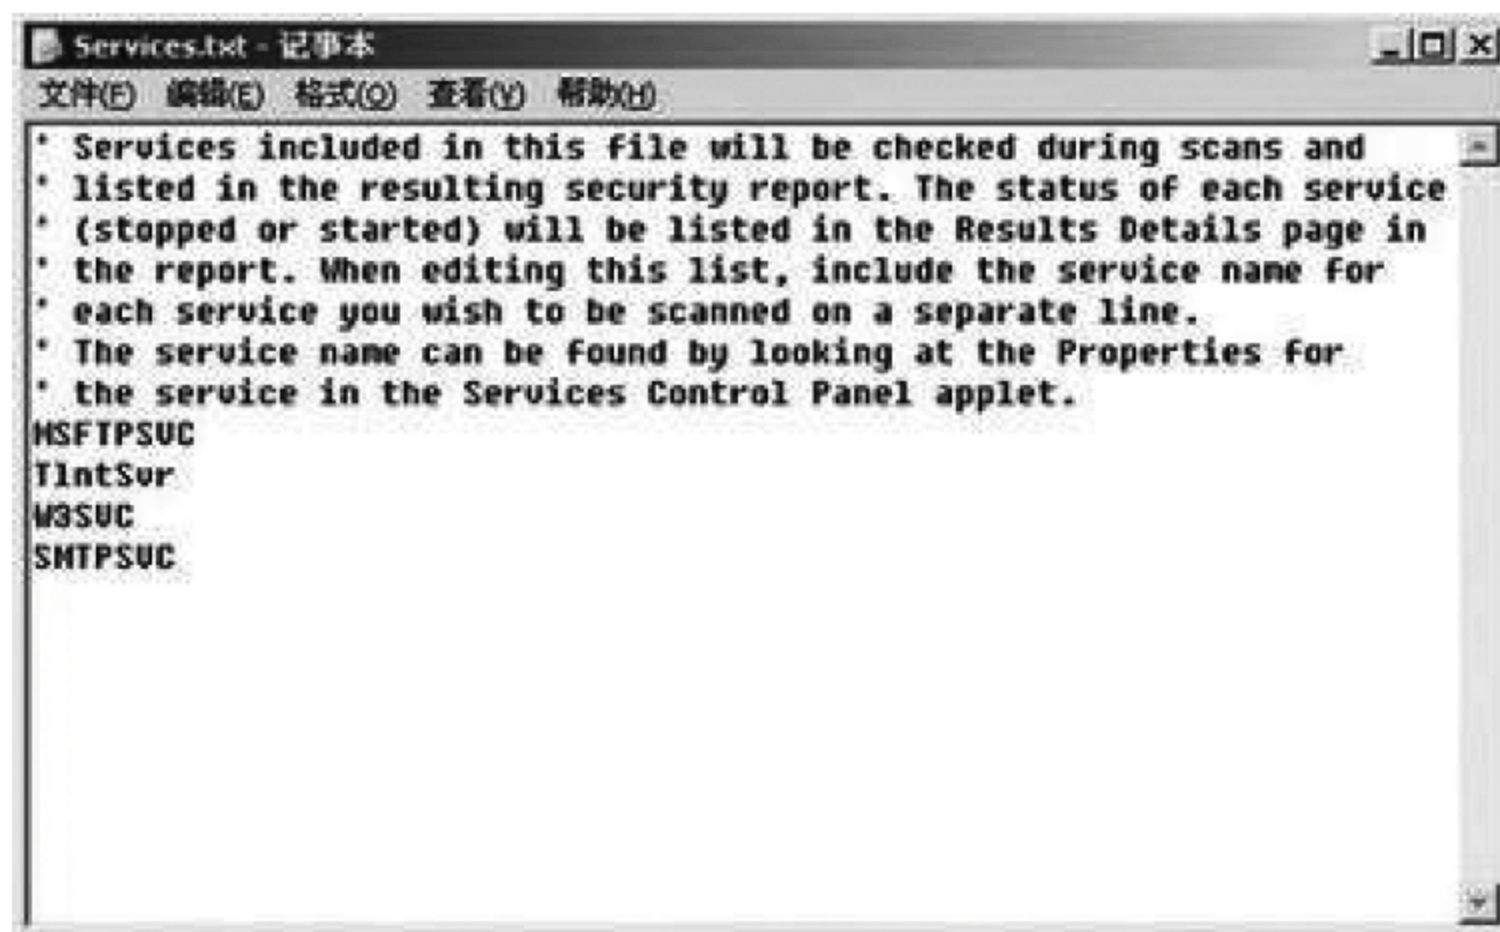 Services.txt - 记事本
文件(F) 编辑(E) 格式(O) 查看(V) 帮助(H)
* Services included in this file will be checked during scans and
* listed in the resulting security report. The status of each service
* (stopped or started) will be listed in the Results Details page in
* the report. When editing this list, include the service name for
* each service you wish to be scanned on a separate line.
* The service name can be found by looking at the Properties for
* the service in the Services Control Panel applet.
MSFTPSVC
TlntSvr
W3SVC
SMTPSVC